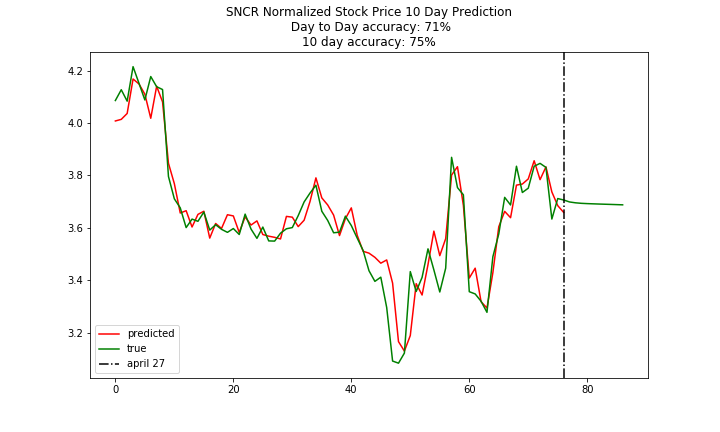 SNCR Normalized Stock Price 10 Day Prediction
Day to Day accuracy: 71%
10 day accuracy: 75%
4.2
4.0
3.8
3.6
3.4
3.2
predicted
true
april 27
0
20
40
60
80